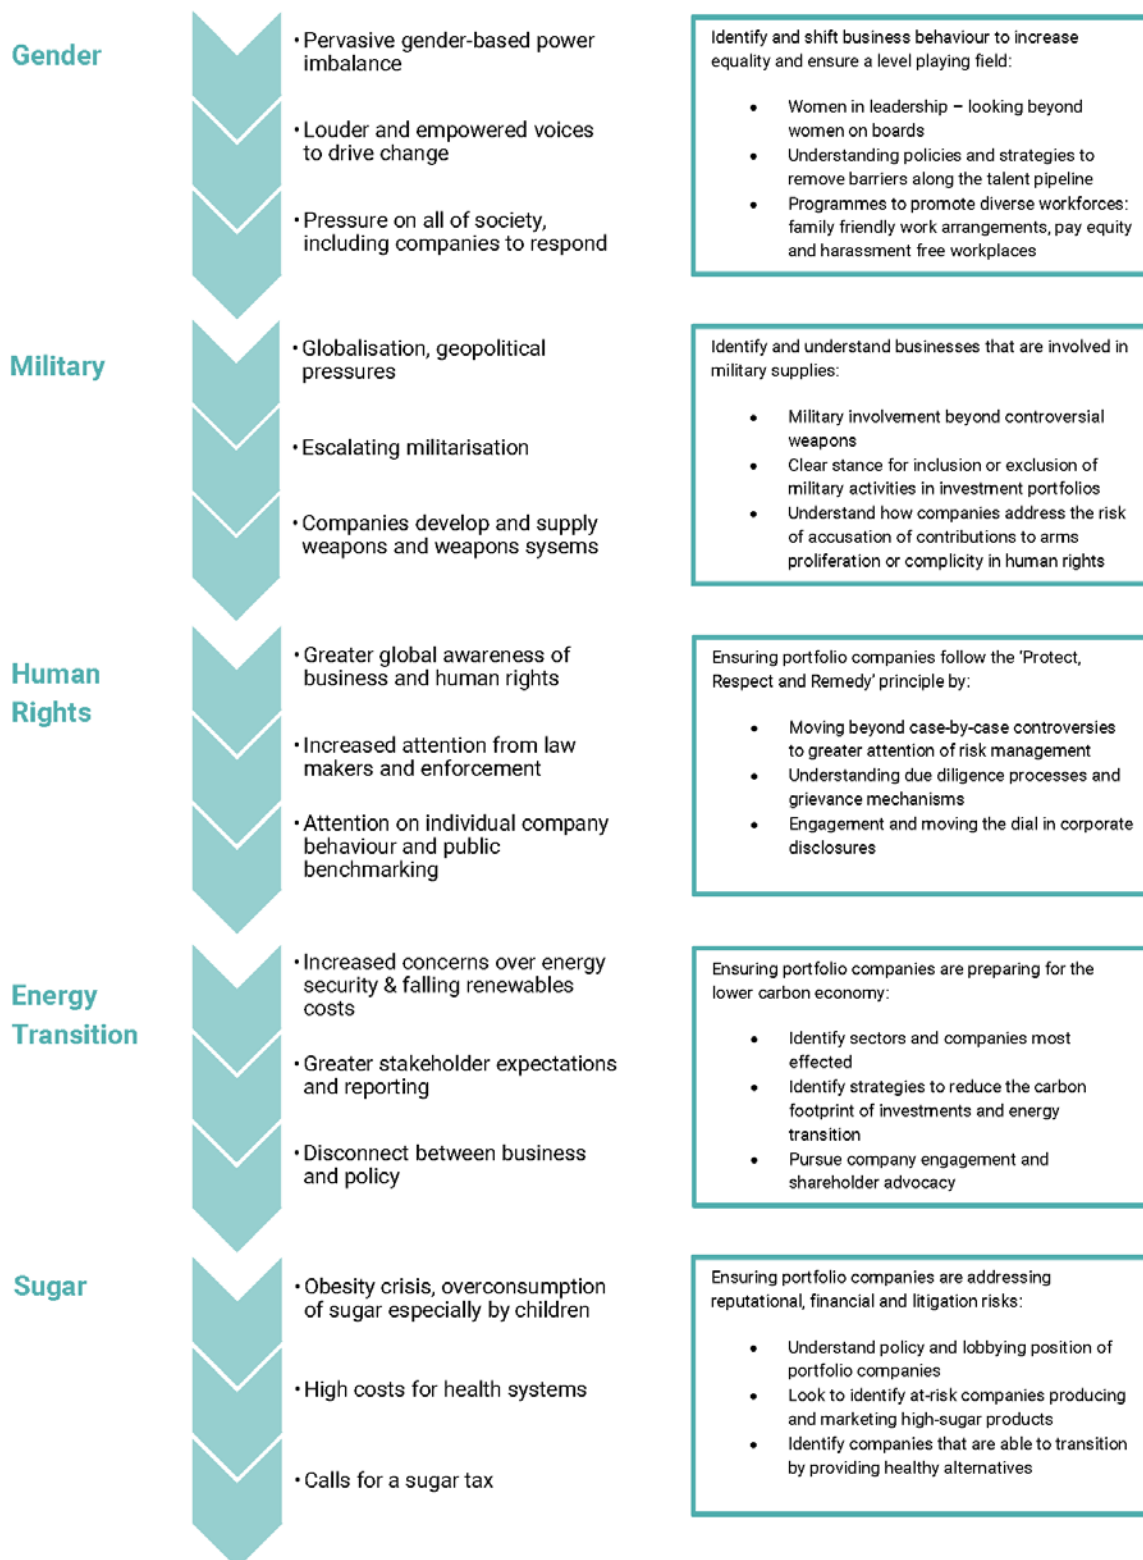 Gender
• Pervasive gender-based power
imbalance
• Louder and empowered voices
to drive change
• Pressure on all of society,
including companies to respond
Identify and shift business behaviour to increase
equality and ensure a level playing field:
• Women in leadership – looking beyond
women on boards
• Understanding policies and strategies to
remove barriers along the talent pipeline
• Programmes to promote diverse workforces:
family friendly work arrangements, pay equity
and harassment free workplaces
Military
• Globalisation, geopolitical
pressures
• Escalating militarisation
• Companies develop and supply
weapons and weapons sysems
Identify and understand businesses that are involved in
military supplies:
• Military involvement beyond controversial
weapons
• Clear stance for inclusion or exclusion of
military activities in investment portfolios
• Understand how companies address the risk
of accusation of contributions to arms
proliferation or complicity in human rights
Human
Rights
• Greater global awareness of
business and human rights
• Increased attention from law
makers and enforcement
• Attention on individual company
behaviour and public
benchmarking
Ensuring portfolio companies follow the ‘Protect,
Respect and Remedy’ principle by:
• Moving beyond case-by-case controversies
to greater attention of risk management
• Understanding due diligence processes and
grievance mechanisms
• Engagement and moving the dial in corporate
disclosures
Energy
Transition
• Increased concerns over energy
security & falling renewables
costs
• Greater stakeholder expectations
and reporting
• Disconnect between business
and policy
Ensuring portfolio companies are preparing for the
lower carbon economy:
• Identify sectors and companies most
effected
• Identify strategies to reduce the carbon
footprint of investments and energy
transition
• Pursue company engagement and
shareholder advocacy
Sugar
• Obesity crisis, overconsumption
of sugar especially by children
• High costs for health systems
• Calls for a sugar tax
Ensuring portfolio companies are addressing
reputational, financial and litigation risks:
• Understand policy and lobbying position of
portfolio companies
• Look to identify at-risk companies producing
and marketing high-sugar products
• Identify companies that are able to transition
by providing healthy alternatives